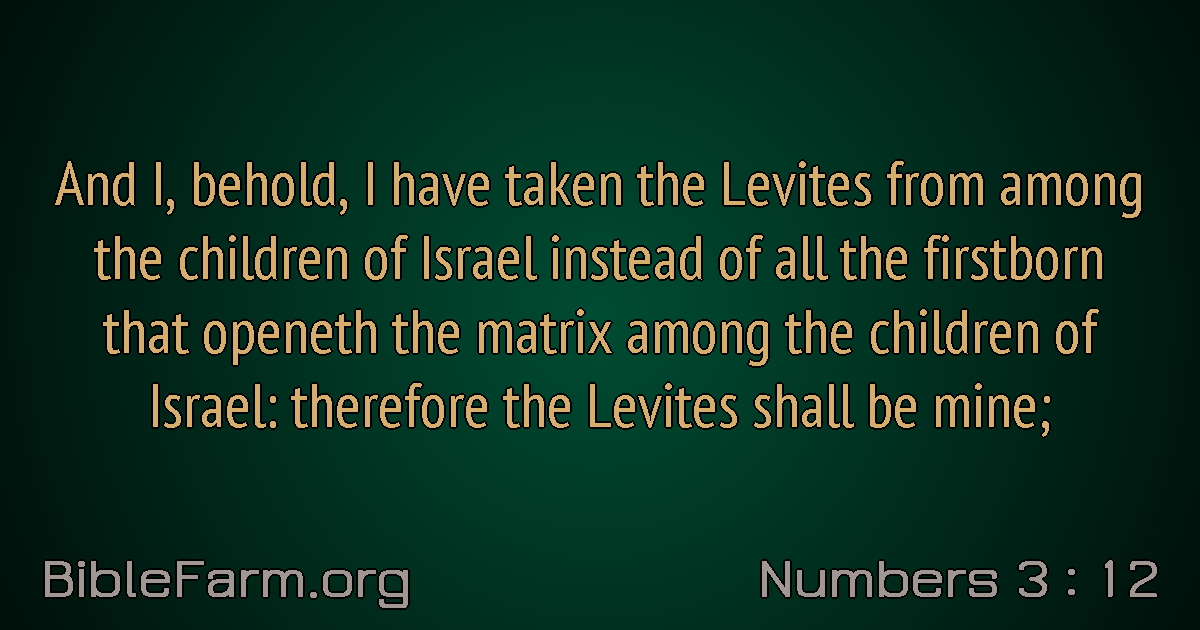 And I, behold, I have taken the Levites from among
the children of Israel instead of all the firstborn
that openeth the matrix among the children of
Israel: therefore the Levites shall be mine;
BibleFarm.org
Numbers 3 : 12